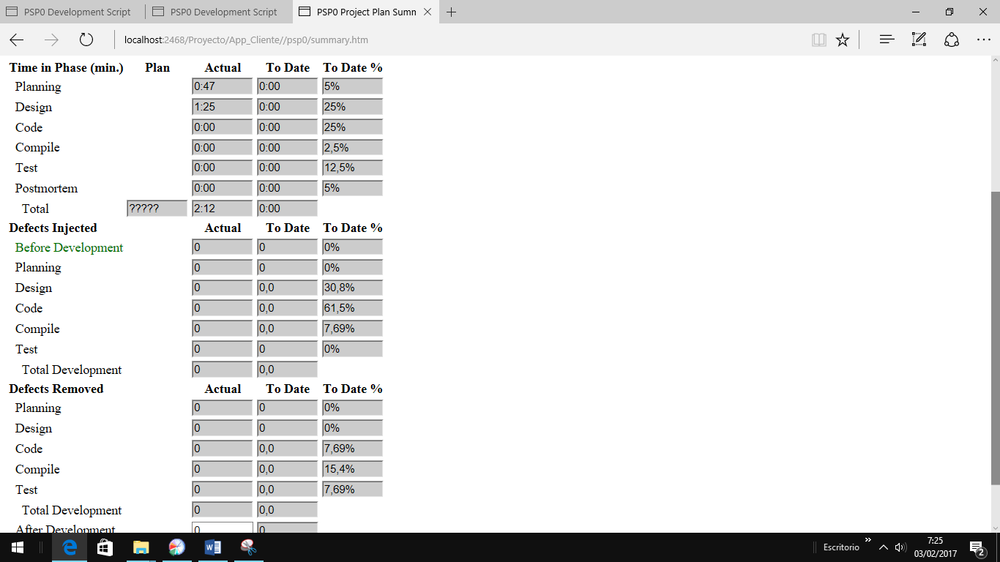 PSP0 Development Script
PSP0 Development Script
PSP0 Project Plan Sumn
localhost:2468/Proyecto/App_Cliente//psp0/summary.htm
Time in Phase (min.) Plan Actual To Date To Date %
Planning 0:47 0:00 5%
Design 1:25 0:00 25%
Code 0:00 0:00 25%
Compile 0:00 0:00 2,5%
Test 0:00 0:00 12,5%
Postmortem 0:00 0:00 5%
Total ????? 2:12 0:00
Defects Injected Actual To Date To Date %
Before Development 0 0 0%
Planning 0 0 0%
Design 0 0,0 30,8%
Code 0 0,0 61,5%
Compile 0 0,0 7,69%
Test 0 0 0%
Total Development 0 0,0
Defects Removed Actual To Date To Date %
Planning 0 0 0%
Design 0 0 0%
Code 0 0,0 7,69%
Compile 0 0,0 15,4%
Test 0 0,0 7,69%
Total Development 0 0,0
After Development 0 0
Escritorio
7:25
03/02/2017
2